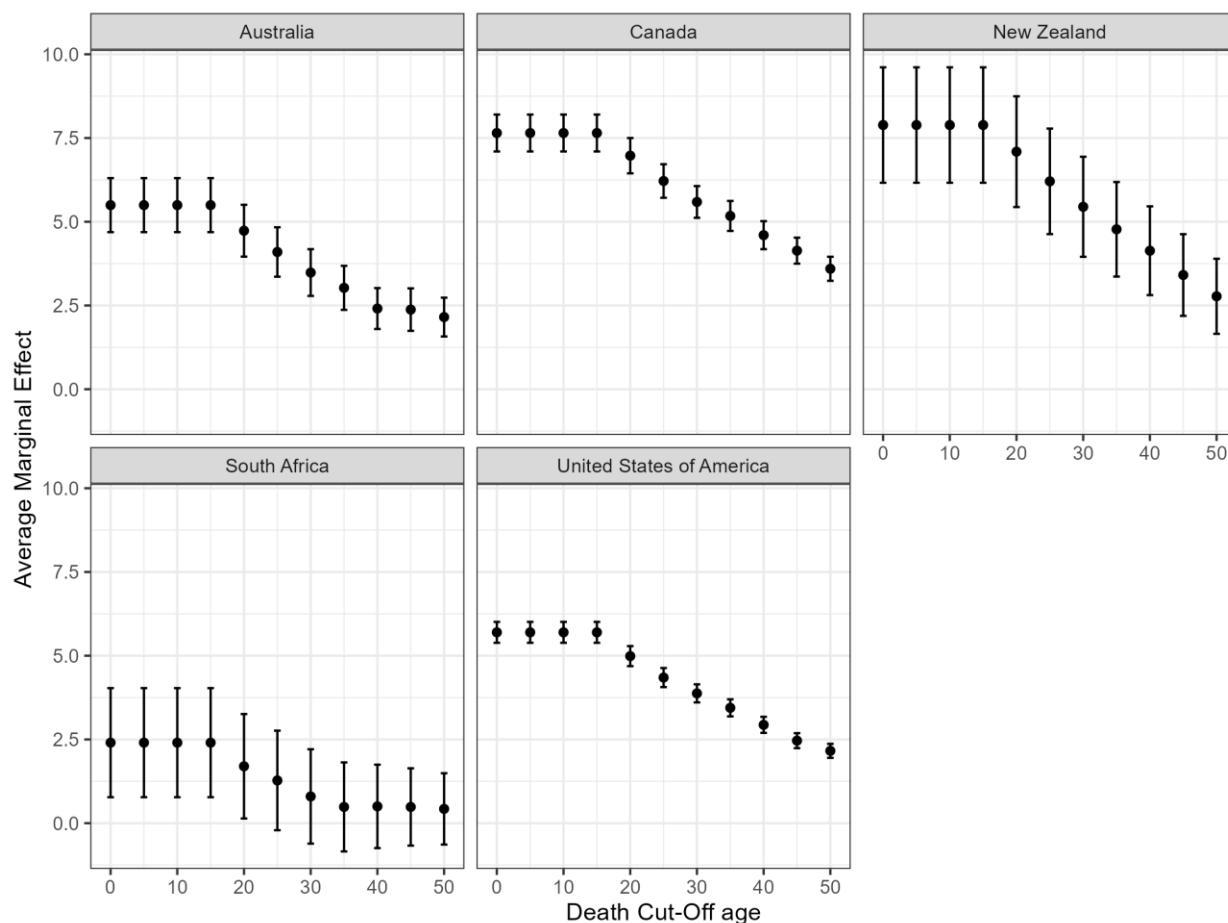 Australia
Canada
New Zealand
10.0
7.5
5.0
2.5
0.0
0 10 20 30 40 50
South Africa
United States of America
10.0
7.5
5.0
2.5
0.0
0 10 20 30 40 50
0 10 20 30 40 50
Average Marginal Effect
Death Cut-Off age